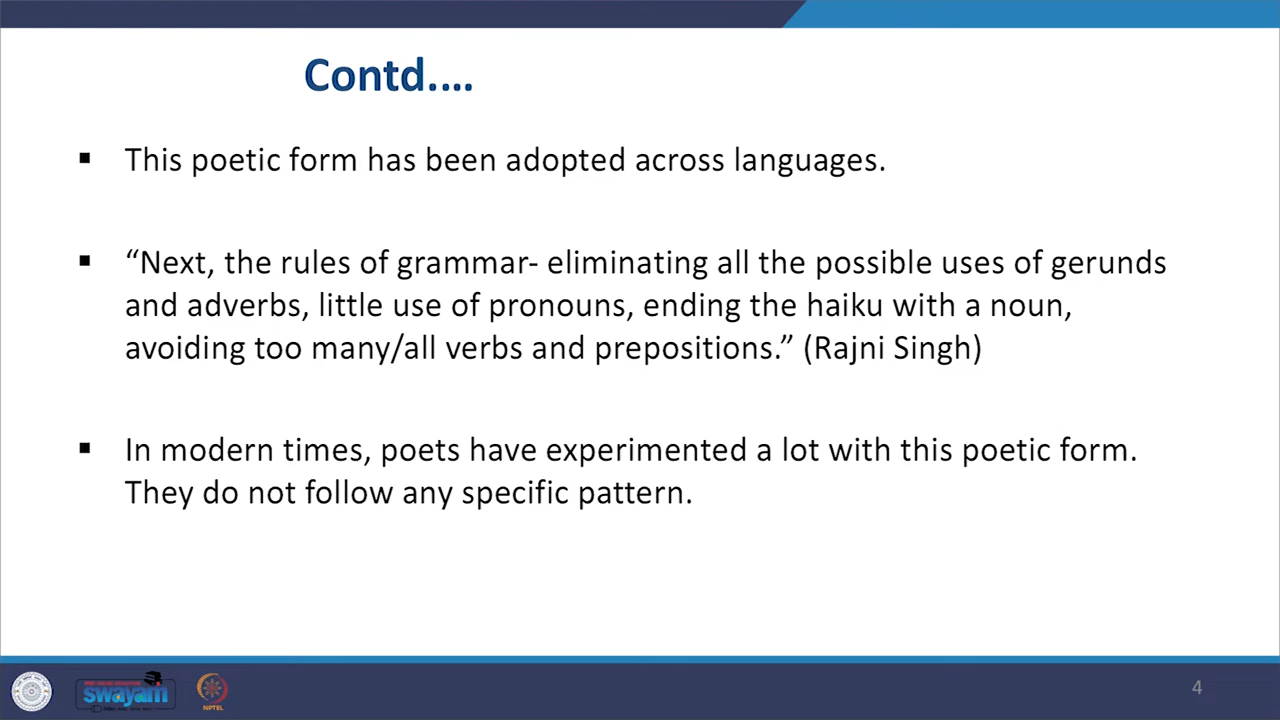 Contd....
▪ This poetic form has been adopted across languages.
▪ “Next, the rules of grammar- eliminating all the possible uses of gerunds
and adverbs, little use of pronouns, ending the haiku with a noun,
avoiding too many/all verbs and prepositions.” (Rajni Singh)
▪ In modern times, poets have experimented a lot with this poetic form.
They do not follow any specific pattern.
swayam
NPTEL
4